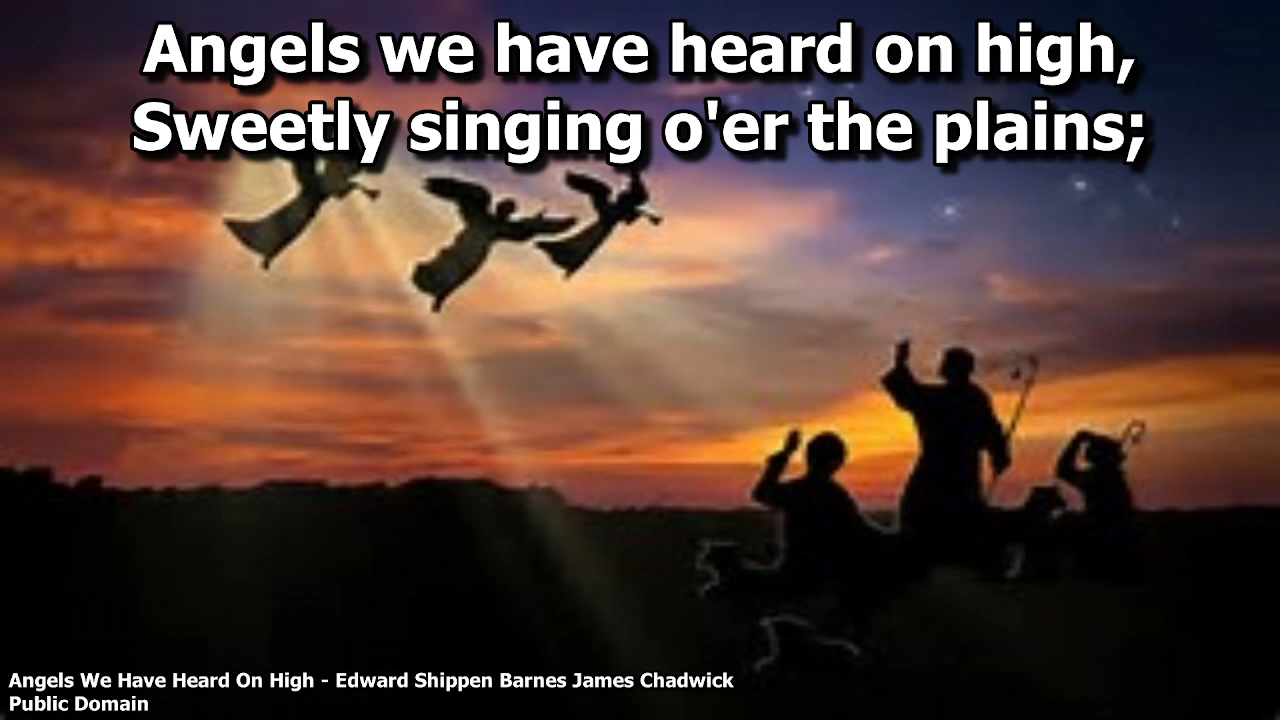 Angels we have heard on high,
Sweetly singing o'er the plains;
Angels We Have Heard On High - Edward Shippen Barnes James Chadwick
Public Domain